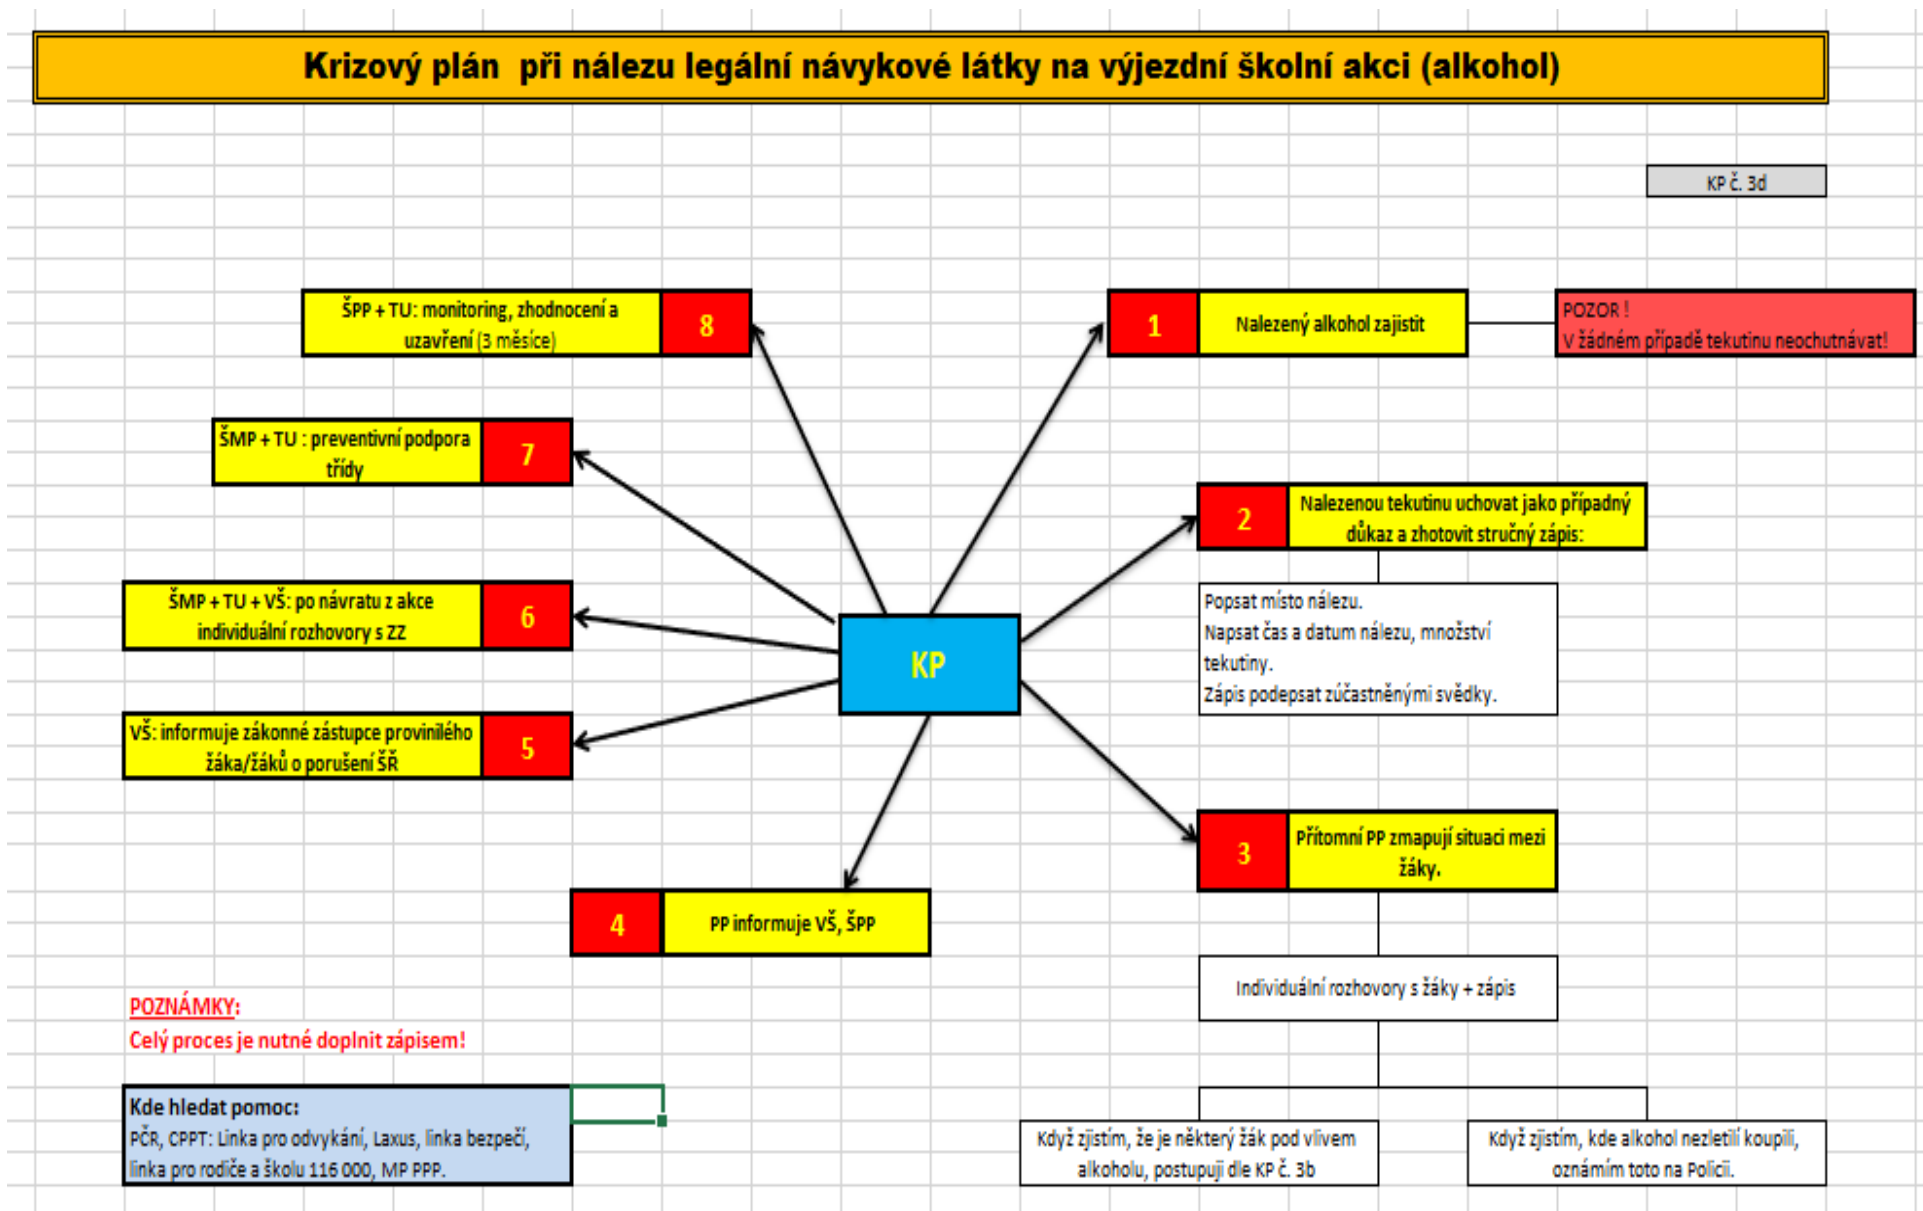 Krizový plán  při nálezu legální návykové látky na výjezdní školní akci (alkohol)
KP č. 3d
1
Nalezený alkohol zajistit
POZOR !
V žádném případě tekutinu neochutnávat!
2
Nalezenou tekutinu uchovat jako případný
důkaz a zhotovit stručný zápis:
Popsat místo nálezu.
Napsat čas a datum nálezu, množství
tekutiny.
Zápis podepsat zúčastněnými svědky.
3
Přítomní PP zmapují situaci mezi
žáky.
Individuální rozhovory s žáky + zápis
Když zjistím, že je některý žák pod vlivem
alkoholu, postupuji dle KP č. 3b
Když zjistím, kde alkohol nezletilí koupili,
oznámím toto na Policii.
4
PP informuje VŠ, ŠPP
VŠ: informuje zákonné zástupce provinilého
žáka/žáků o porušení ŠŘ
5
ŠMP + TU + VŠ: po návratu z akce
individuální rozhovory s ZZ
6
ŠMP + TU : preventivní podpora
třídy
7
ŠPP + TU: monitoring, zhodnocení a
uzavření (3 měsíce)
8
KP
POZNÁMKY:
Celý proces je nutné doplnit zápisem!
Kde hledat pomoc:
PČR, CPPT: Linka pro odvykání, Laxus, linka bezpečí,
linka pro rodiče a školu 116 000, MP PPP.